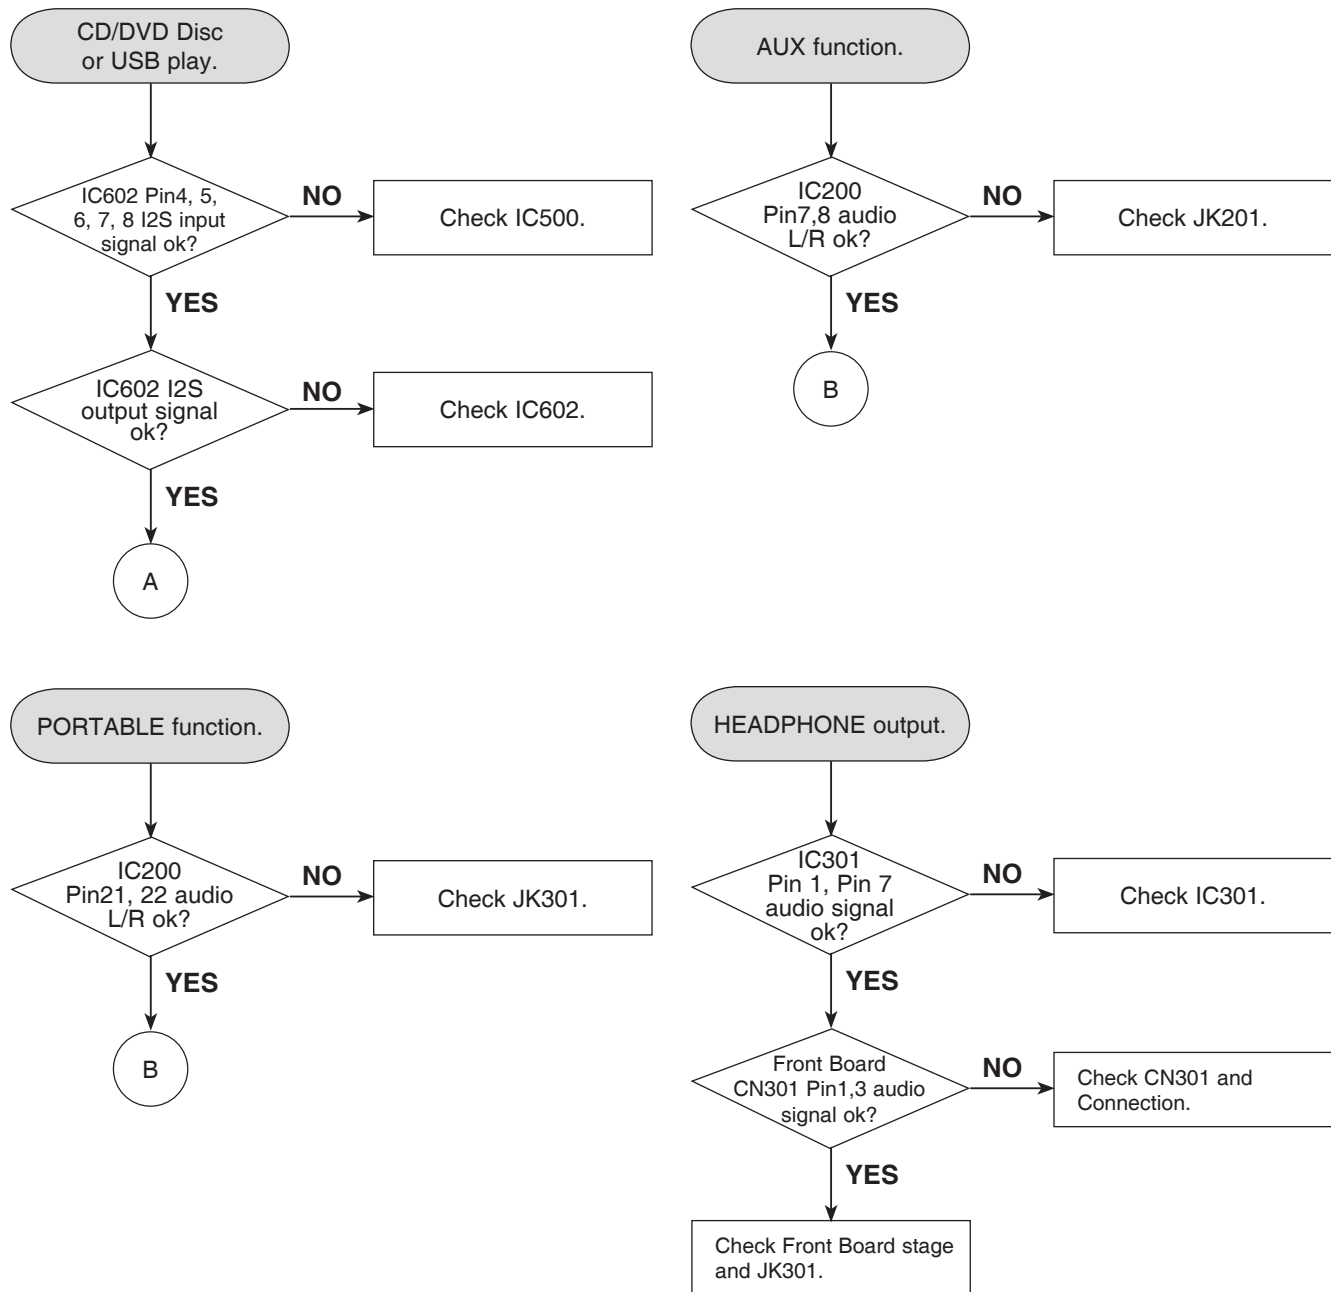 CD/DVD Disc
or USB play.
IC602 Pin4, 5,
6, 7, 8 I2S input
signal ok?
NO
Check IC500.
YES
IC602 I2S
output signal
ok?
NO
Check IC602.
YES
A
AUX function.
IC200
Pin7,8 audio
L/R ok?
NO
Check JK201.
YES
B
PORTABLE function.
IC200
Pin21, 22 audio
L/R ok?
NO
Check JK301.
YES
B
HEADPHONE output.
IC301
Pin 1, Pin 7
audio signal
ok?
NO
Check IC301.
YES
Front Board
CN301 Pin1,3 audio
signal ok?
NO
Check CN301 and
Connection.
YES
Check Front Board stage
and JK301.